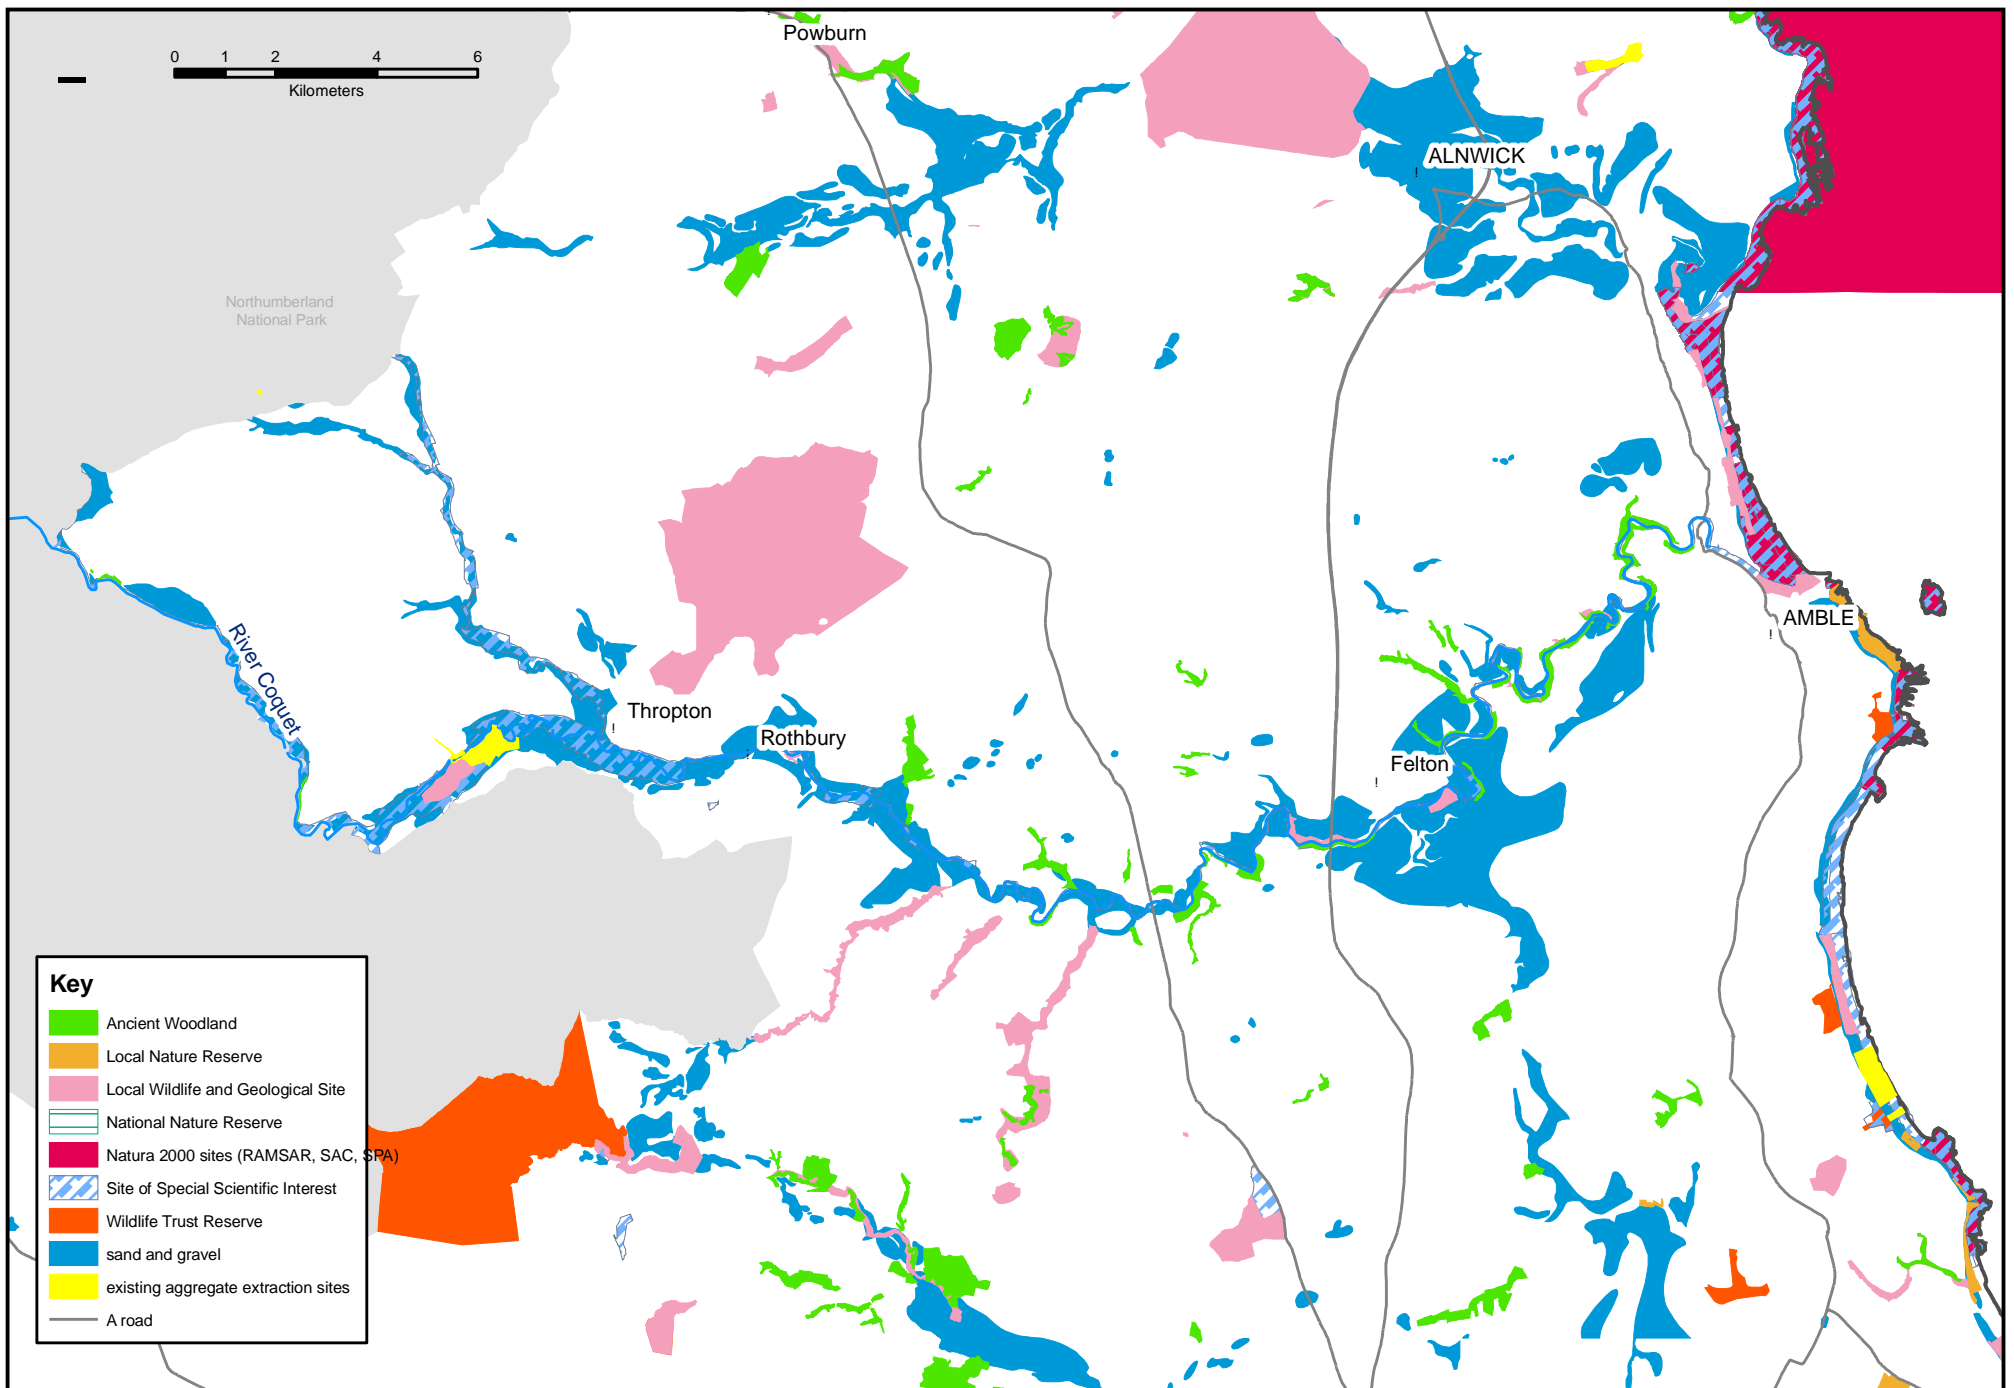 Powburn
0 1 2 4 6
Kilometers
ALNWICK
Northumberland
National Park
River Coquet
AMBLE
Thropton
Rothbury
Felton
Key
Ancient Woodland
Local Nature Reserve
Local Wildlife and Geological Site
National Nature Reserve
Natura 2000 sites (RAMSAR, SAC, SPA)
Site of Special Scientific Interest
Wildlife Trust Reserve
sand and gravel
existing aggregate extraction sites
A road